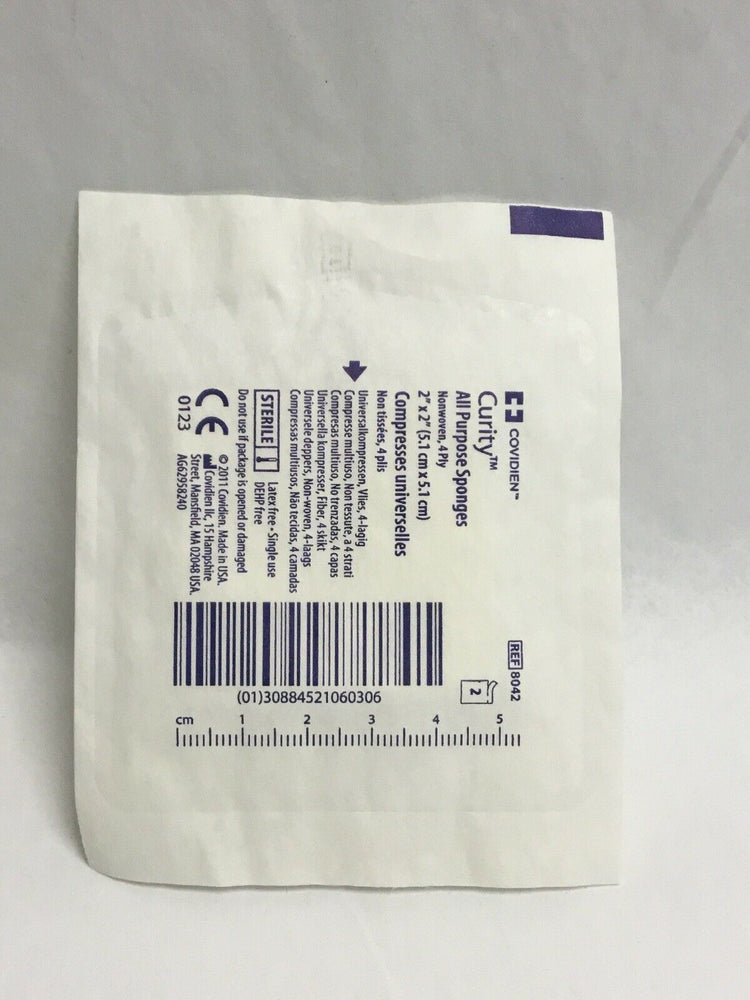 COVIDIEN™
Curity™
All Purpose Sponges
Nonwoven, 4 Ply
2" x 2" (5.1 cm x 5.1 cm)
Compresses universelles
Non tissées, 4 plis
Universalkompressen, Vlies, 4-lagig
Compresse multiuso, Non tessute, a 4 strati
Compresas multiuso, No trenzadas, 4 capas
Universella kompresser, Fiber, 4 skikt
Universele deppers, Non-woven, 4-laags
Compressas multiusos, Não tecidas, 4 camadas
STERILE
Latex free • Single use
DEHP free
Do not use if package is opened or damaged
CE
0123
© 2011 Covidien. Made in USA.
Covidien llc, 15 Hampshire
Street, Mansfield, MA 02048 USA.
AG62958240
REF 8042
2
(01)30884521060306
cm 1 2 3 4 5